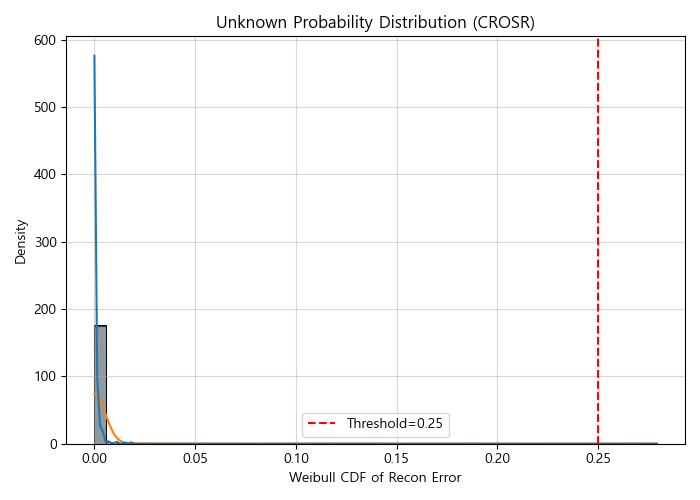 Unknown Probability Distribution (CROSR)
600
500
400
300
200
100
0
Density
0.00 0.05 0.10 0.15 0.20 0.25
Weibull CDF of Recon Error
Threshold=0.25